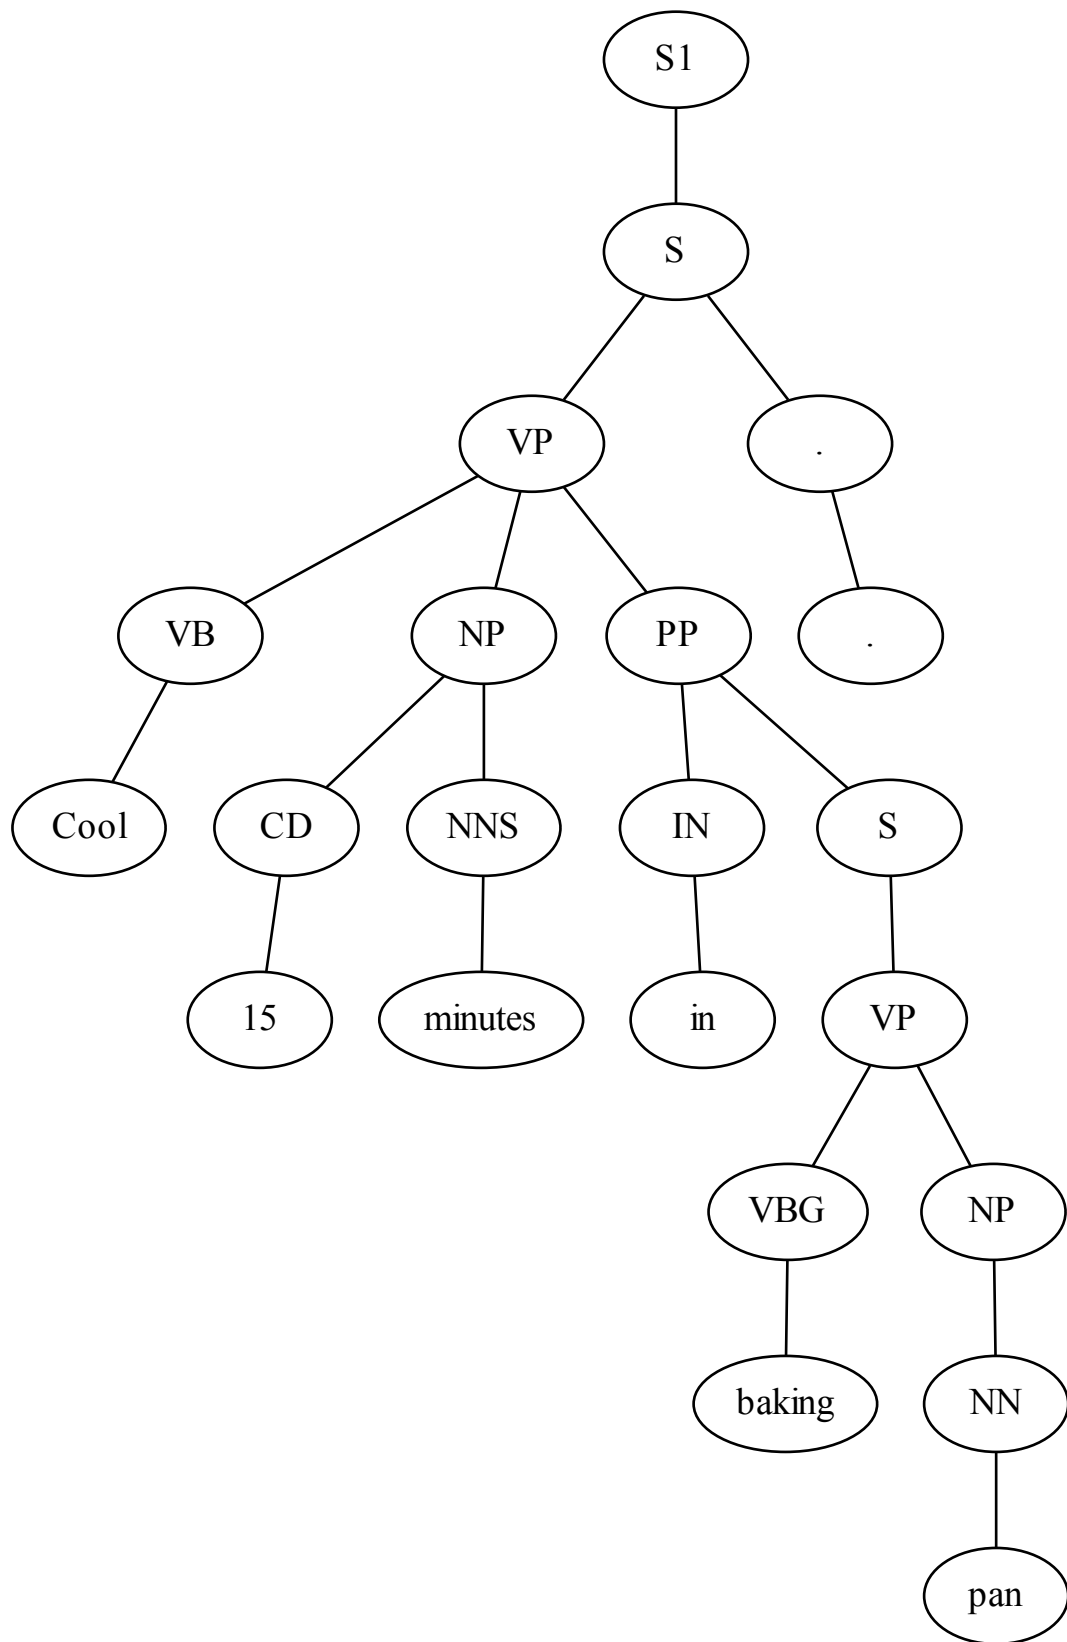 S1
S
VP .
VB NP PP .
Cool CD NNS IN S
15 minutes in VP
VBG NP
baking NN
pan